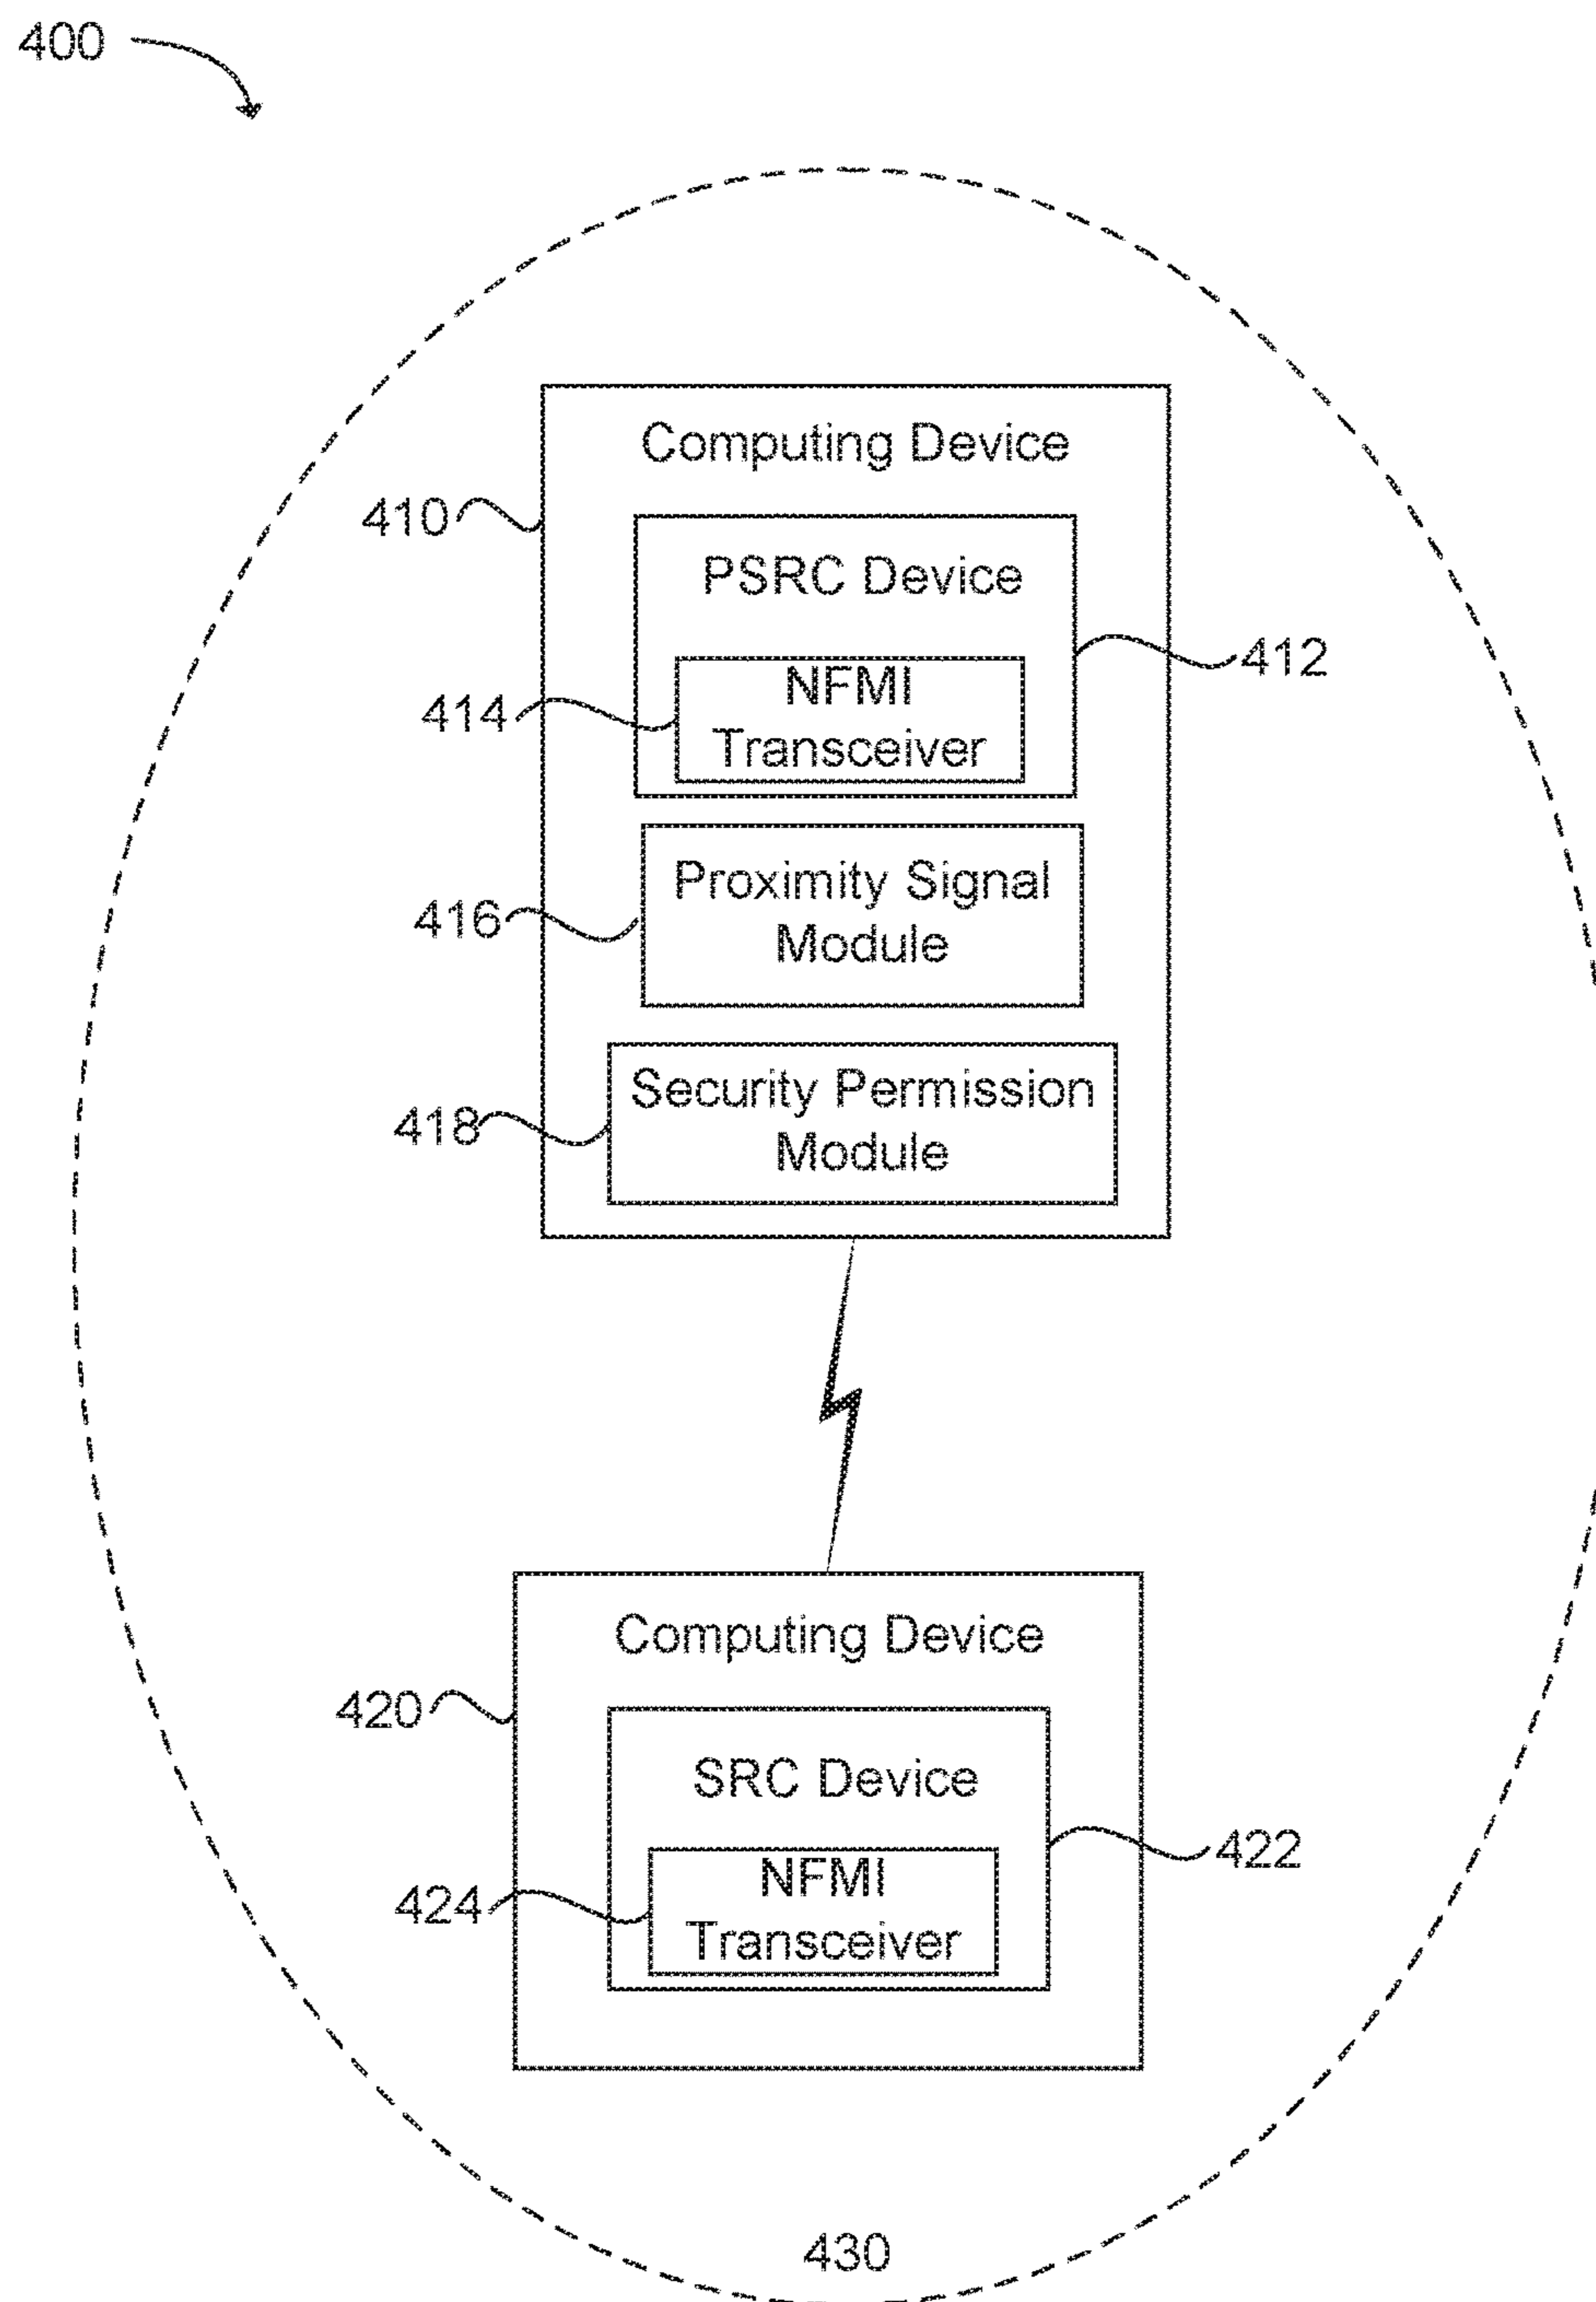 400
Computing Device
410
PSRC Device
412
NFMI
414
Transceiver
Proximity Signal
416
Module
Security Permission
418
Module
Computing Device
420
SRC Device
422
NFMI
424
Transceiver
430